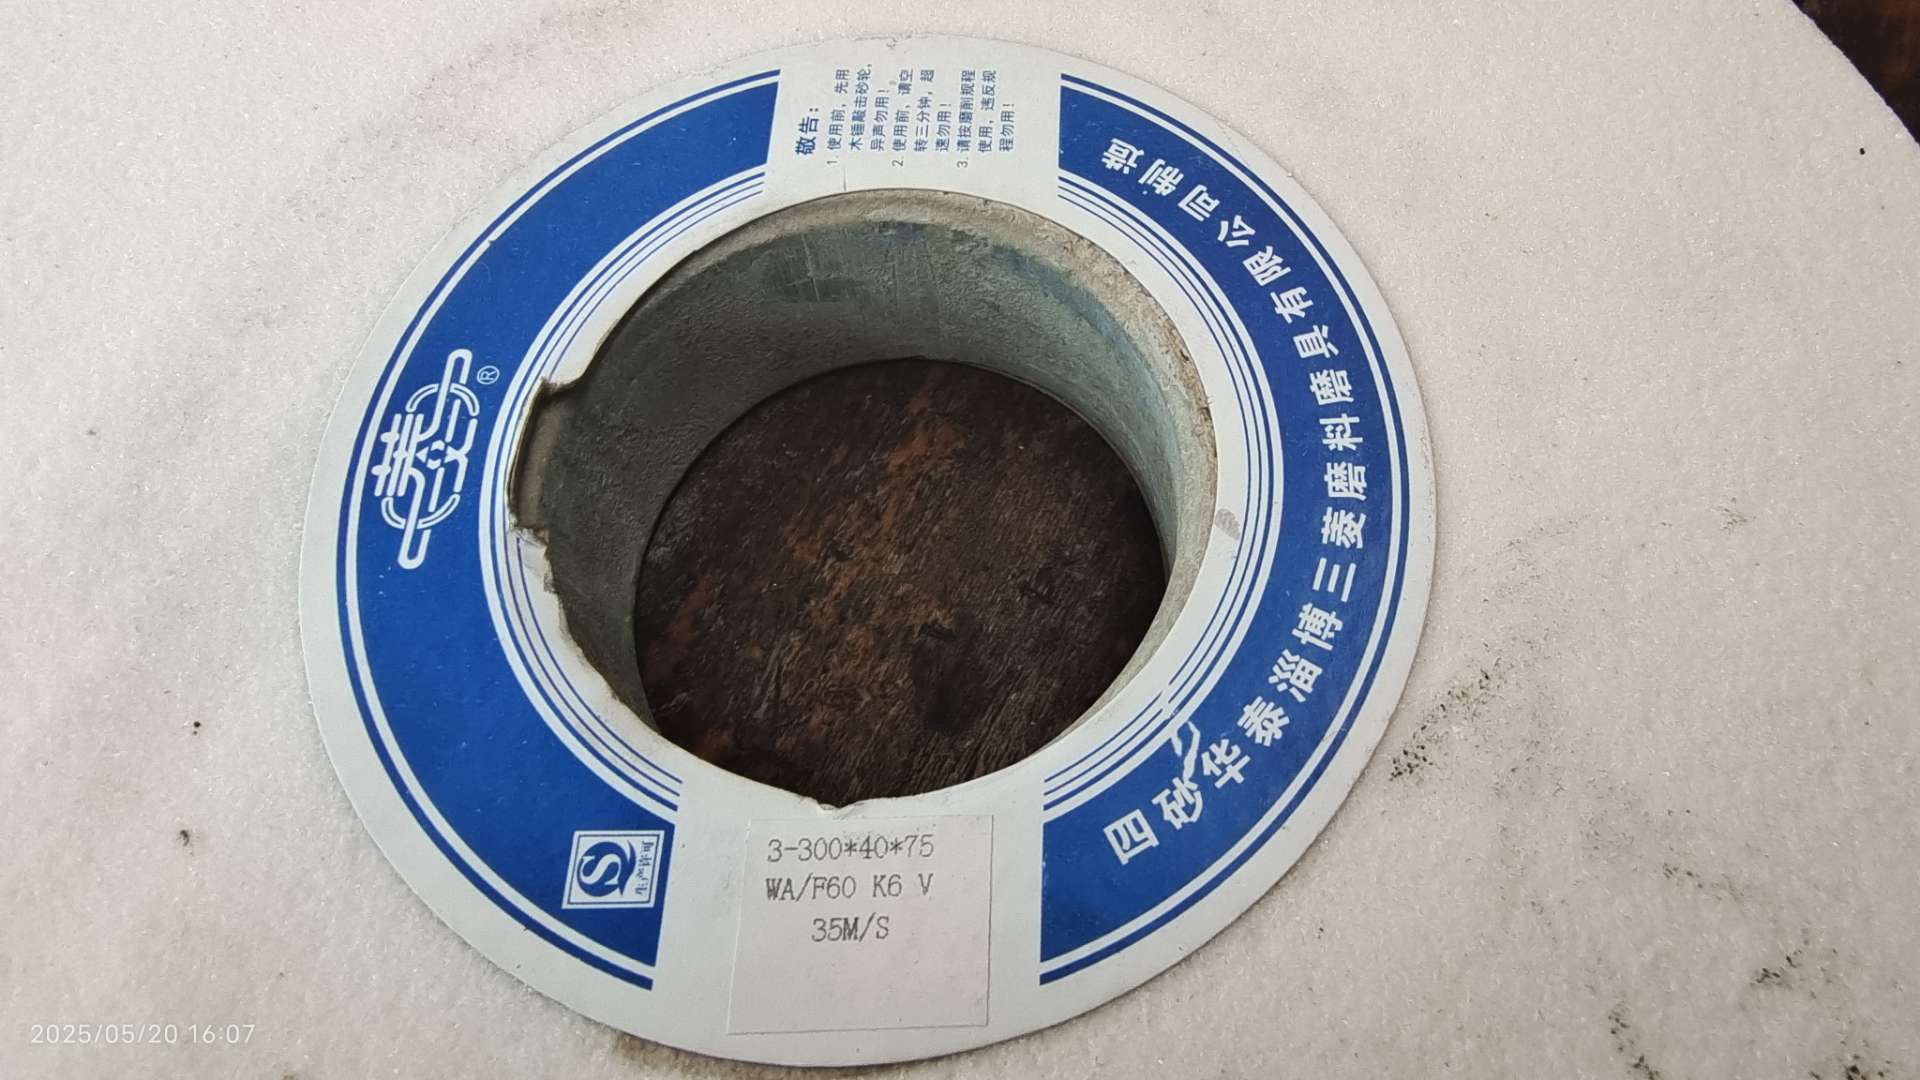 敬告：
1. 使用前，先用
木锤敲击砂轮，
异声勿用！
2. 使用前，请空
转三分钟，超
速勿用！
3. 请按磨削规程
使用，违反规
程勿用！
四砂华泰淄博三菱磨料磨具有限公司制造
®
QS
生产许可
3-300*40*75
WA/F60 K6 V
35M/S
2025/05/20 16:07